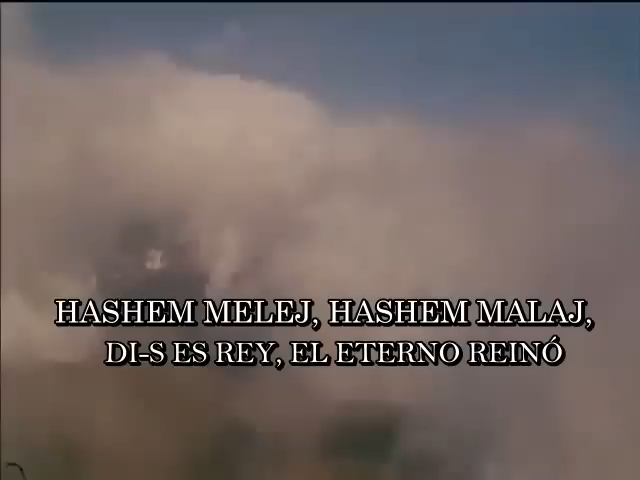 HASHEM MELEJ, HASHEM MALAJ,
DI-S ES REY, EL ETERNO REINÓ